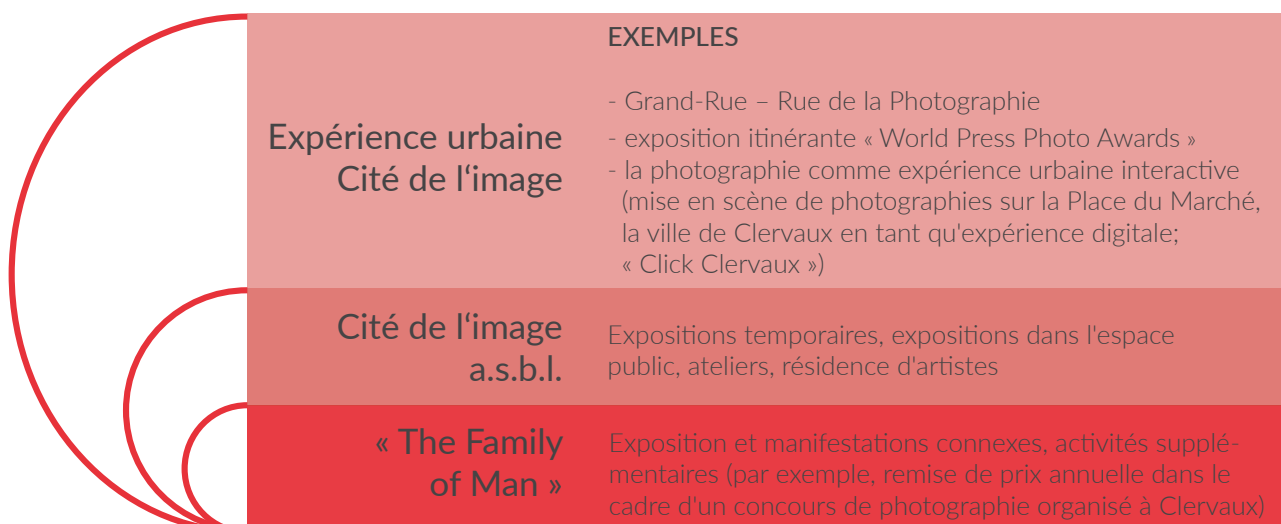 EXEMPLES
Expérience urbaine
Cité de l‘image
- Grand-Rue – Rue de la Photographie
- exposition itinérante « World Press Photo Awards »
- la photographie comme expérience urbaine interactive
(mise en scène de photographies sur la Place du Marché,
la ville de Clervaux en tant qu'expérience digitale;
« Click Clervaux »)
Cité de l‘image
a.s.b.l.
Expositions temporaires, expositions dans l'espace
public, ateliers, résidence d'artistes
« The Family
of Man »
Exposition et manifestations connexes, activités supplé-
mentaires (par exemple, remise de prix annuelle dans le
cadre d'un concours de photographie organisé à Clervaux)